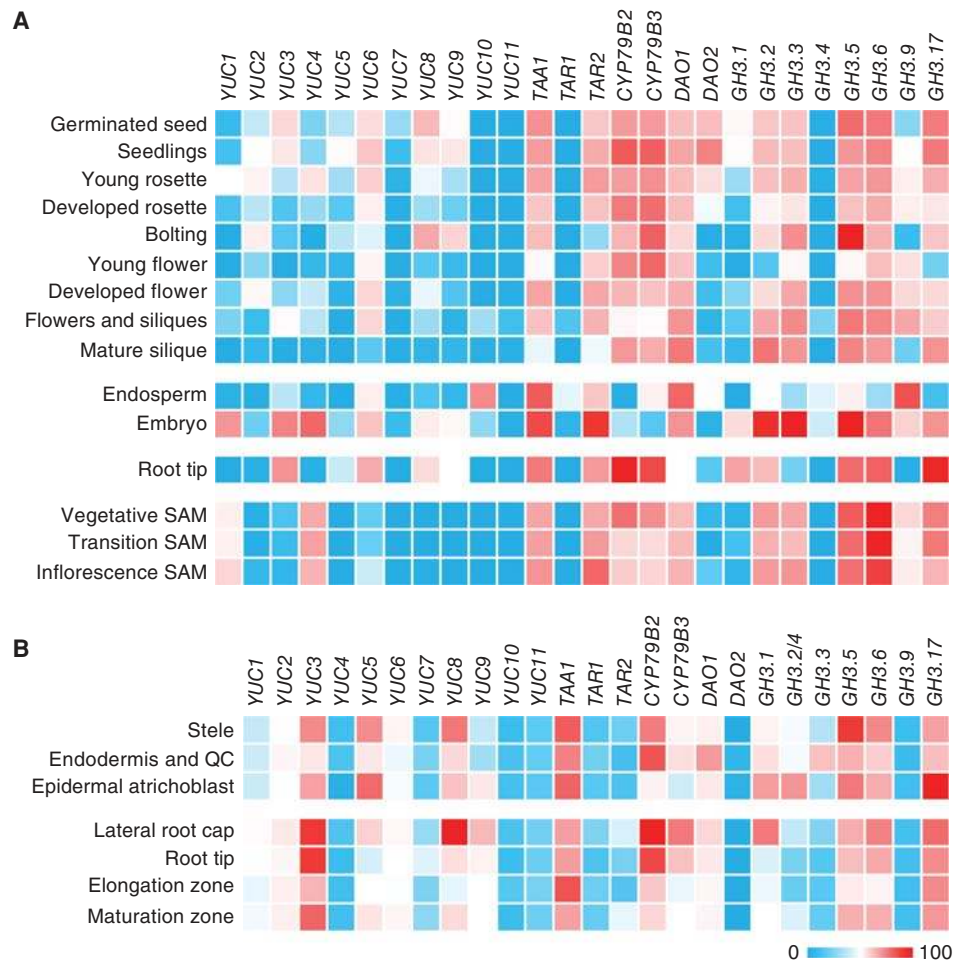 A
YUC1 YUC2 YUC3 YUC4 YUC5 YUC6 YUC7 YUC8 YUC9 YUC10 YUC11 TAA1 TAR1 TAR2 CYP79B2 CYP79B3 DAO1 DAO2 GH3.1 GH3.2 GH3.3 GH3.4 GH3.5 GH3.6 GH3.9 GH3.17
Germinated seed
Seedlings
Young rosette
Developed rosette
Bolting
Young flower
Developed flower
Flowers and siliques
Mature silique
Endosperm
Embryo
Root tip
Vegetative SAM
Transition SAM
Inflorescence SAM
B
YUC1 YUC2 YUC3 YUC4 YUC5 YUC6 YUC7 YUC8 YUC9 YUC10 YUC11 TAA1 TAR1 TAR2 CYP79B2 CYP79B3 DAO1 DAO2 GH3.1 GH3.2/4 GH3.3 GH3.5 GH3.6 GH3.9 GH3.17
Stele
Endodermis and QC
Epidermal atrichoblast
Lateral root cap
Root tip
Elongation zone
Maturation zone
0 100